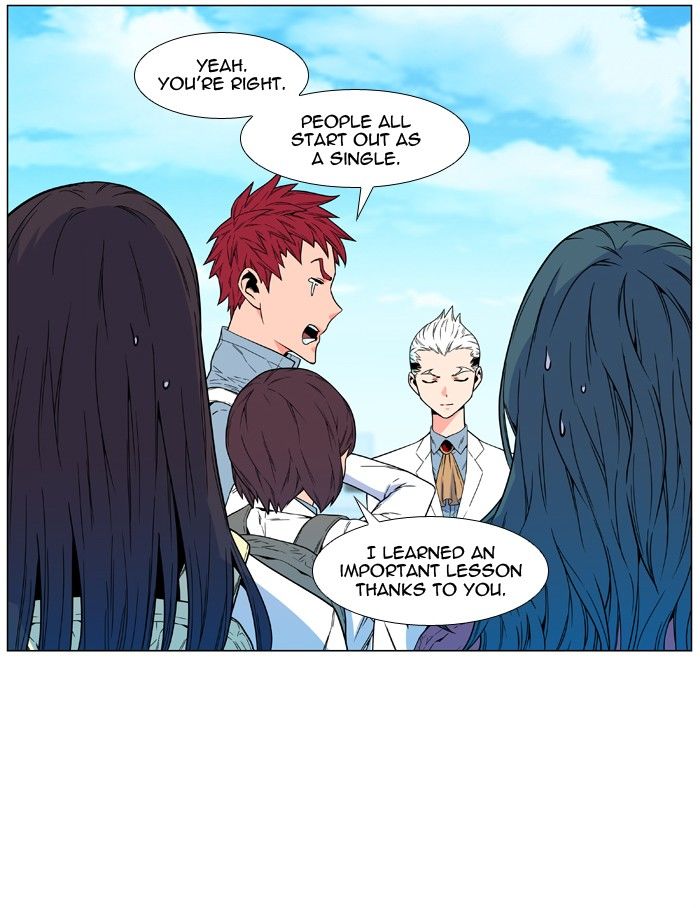 YEAH.
YOU'RE RIGHT.
PEOPLE ALL
START OUT AS
A SINGLE.
I LEARNED AN
IMPORTANT LESSON
THANKS TO YOU.